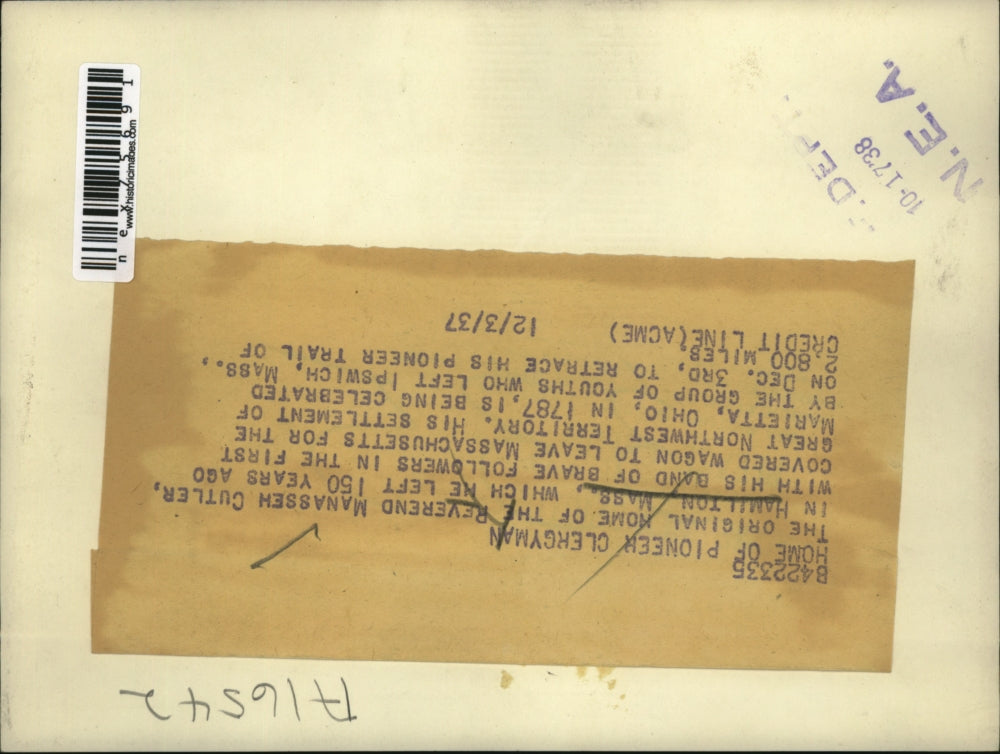 B422335
HOME OF PIONEER CLERGYMAN
THE ORIGINAL HOME OF THE REVEREND MANASSEH CUTLER,
IN HAMILTON MASS., WHICH HE LEFT 150 YEARS AGO
WITH HIS BAND OF BRAVE FOLLOWERS IN THE FIRST
COVERED WAGON TO LEAVE MASSACHUSETTS FOR THE
GREAT NORTHWEST TERRITORY. HIS SETTLEMENT OF
MARIETTA, OHIO, IN 1787, IS BEING CELEBRATED
BY THE GROUP OF YOUTHS WHO LEFT IPSWICH, MASS.,
ON DEC. 3RD, TO RETRACE HIS PIONEER TRAIL OF
2,800 MILES.
CREDIT LINE (ACME) 12/3/37
A16542
N.E.A.
10-17'38
nex75691
www.historicimages.com